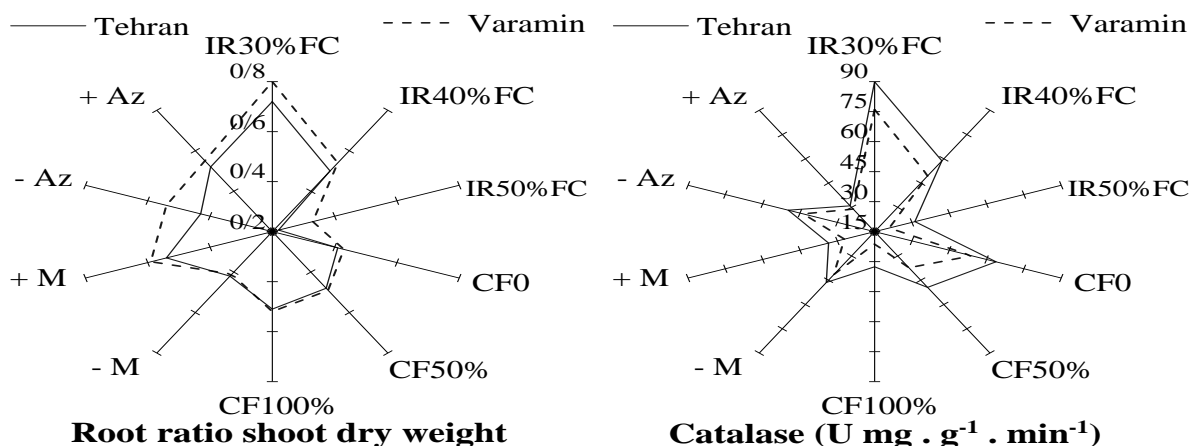 Tehran Varamin
IR30%FC
0/8
+ Az
IR40%FC
0/6
- Az
0/4
IR50%FC
0/2
+ M
CF0
- M
CF50%
CF100%
Root ratio shoot dry weight
Tehran Varamin
IR30%FC
90
+ Az
75
IR40%FC
60
- Az
45
IR50%FC
30
15
+ M
CF0
- M
CF50%
CF100%
Catalase (U mg . g⁻¹ . min⁻¹)